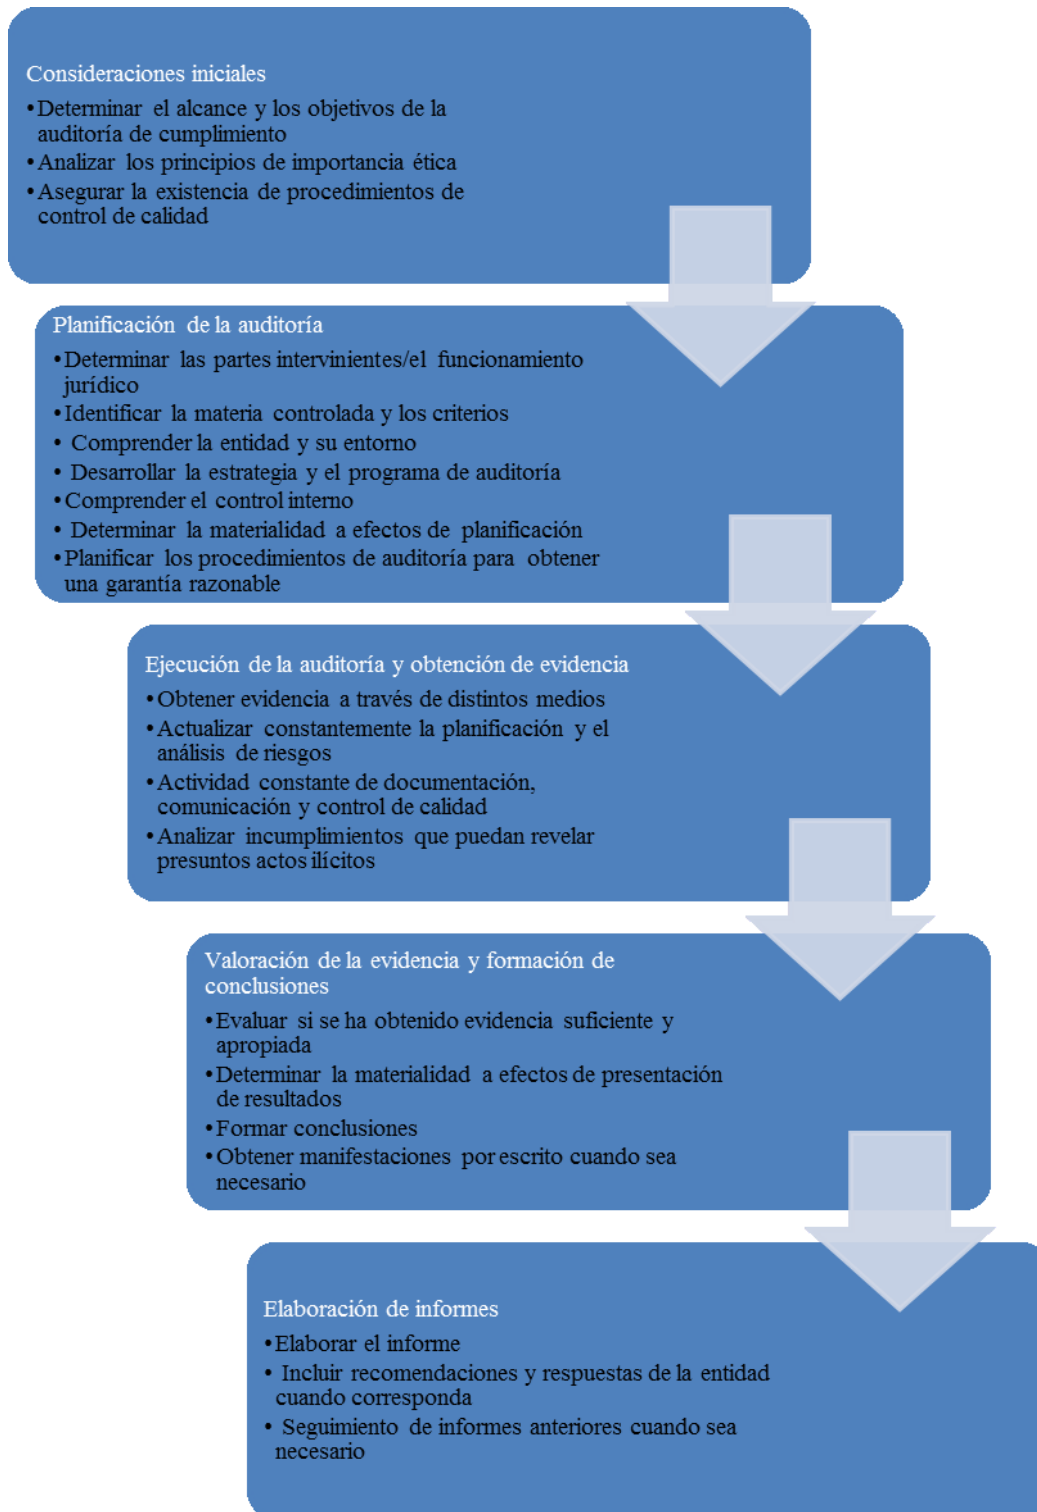 Consideraciones iniciales
•Determinar el alcance y los objetivos de la
auditoría de cumplimiento
•Analizar los principios de importancia ética
•Asegurar la existencia de procedimientos de
control de calidad
Planificación de la auditoría
•Determinar las partes intervinientes/el funcionamiento
jurídico
•Identificar la materia controlada y los criterios
• Comprender la entidad y su entorno
• Desarrollar la estrategia y el programa de auditoría
•Comprender el control interno
• Determinar la materialidad a efectos de planificación
•Planificar los procedimientos de auditoría para obtener
una garantía razonable
Ejecución de la auditoría y obtención de evidencia
•Obtener evidencia a través de distintos medios
•Actualizar constantemente la planificación y el
análisis de riesgos
•Actividad constante de documentación,
comunicación y control de calidad
•Analizar incumplimientos que puedan revelar
presuntos actos ilícitos
Valoración de la evidencia y formación de
conclusiones
•Evaluar si se ha obtenido evidencia suficiente y
apropiada
•Determinar la materialidad a efectos de presentación
de resultados
•Formar conclusiones
•Obtener manifestaciones por escrito cuando sea
necesario
Elaboración de informes
•Elaborar el informe
• Incluir recomendaciones y respuestas de la entidad
cuando corresponda
• Seguimiento de informes anteriores cuando sea
necesario